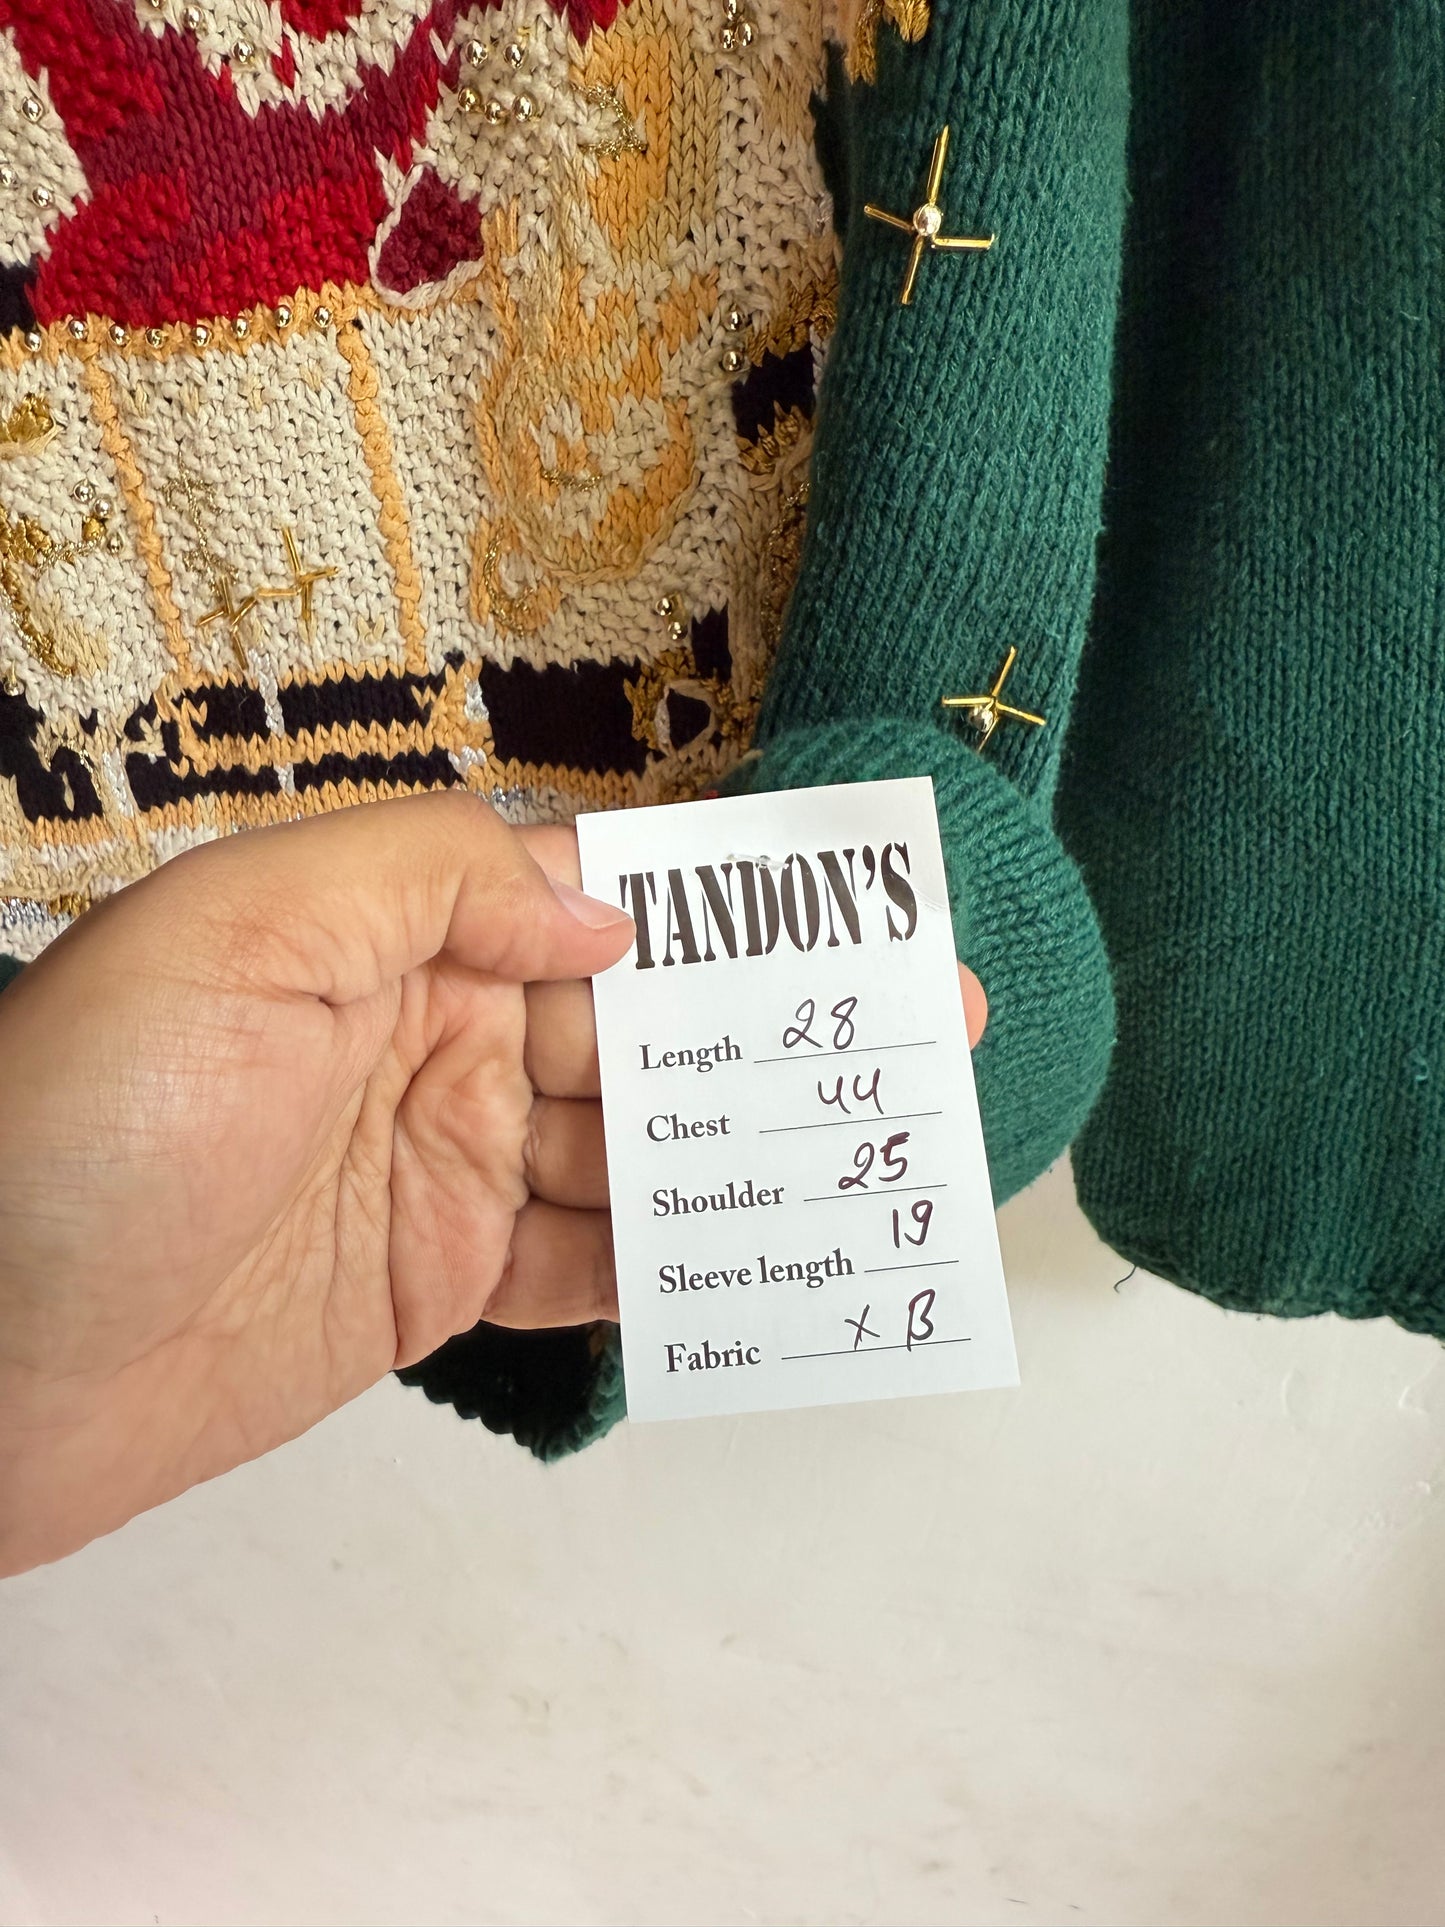 TANDON'S
Length 28
Chest 44
Shoulder 25
Sleeve length 19
Fabric X B